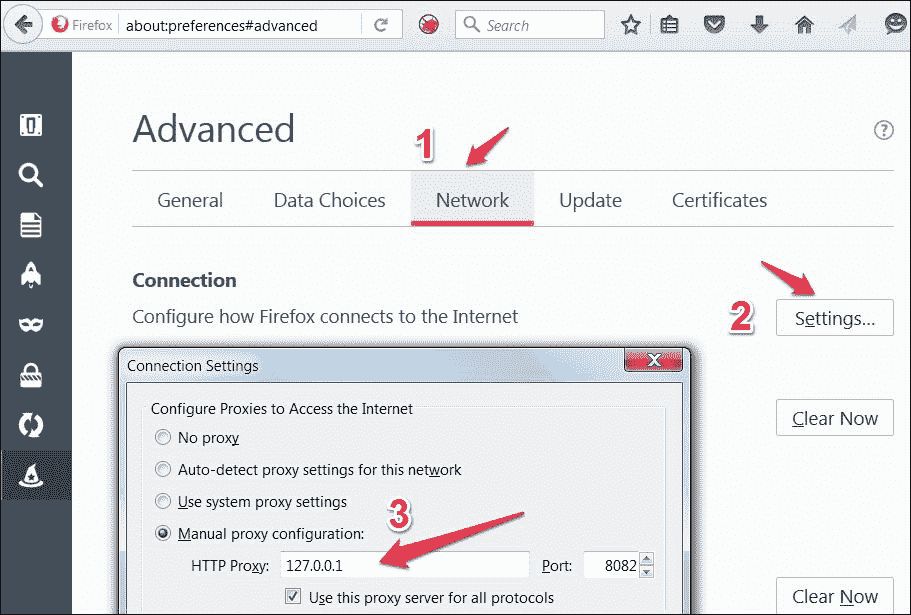 Firefox about:preferences#advanced Search
Advanced
1
General Data Choices Network Update Certificates
Connection
Configure how Firefox connects to the Internet
2
Settings...
Connection Settings
Clear Now
Configure Proxies to Access the Internet
No proxy
Auto-detect proxy settings for this network
Use system proxy settings
3
Manual proxy configuration:
HTTP Proxy: 127.0.0.1 Port: 8082
Use this proxy server for all protocols
Clear Now